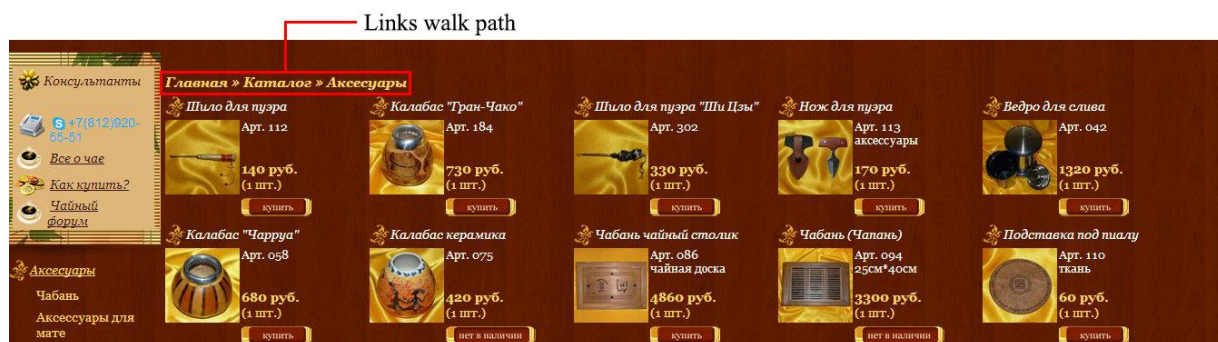 Links walk path
Консультанты
+7(812)920-
55-51
Все о чае
Как купить?
Чайный
форум
Аксесуары
Чабань
Аксессуары для
мате
Главная » Каталог » Аксесуары
Шило для пуэра
Арт. 112
140 руб.
(1 шт.)
купить
Калабас "Гран-Чако"
Арт. 184
730 руб.
(1 шт.)
купить
Шило для пуэра "Ши Цзы"
Арт. 302
330 руб.
(1 шт.)
купить
Нож для пуэра
Арт. 113
аксессуары
170 руб.
(1 шт.)
купить
Ведро для слива
Арт. 042
1320 руб.
(1 шт.)
купить
Калабас "Чарруа"
Арт. 058
680 руб.
(1 шт.)
купить
Калабас керамика
Арт. 075
420 руб.
(1 шт.)
нет в наличии
Чабань чайный столик
Арт. 086
чайная доска
4860 руб.
(1 шт.)
купить
Чабань (Чапань)
Арт. 094
25см*40см
3300 руб.
(1 шт.)
нет в наличии
Подставка под пиалу
Арт. 110
ткань
60 руб.
(1 шт.)
купить